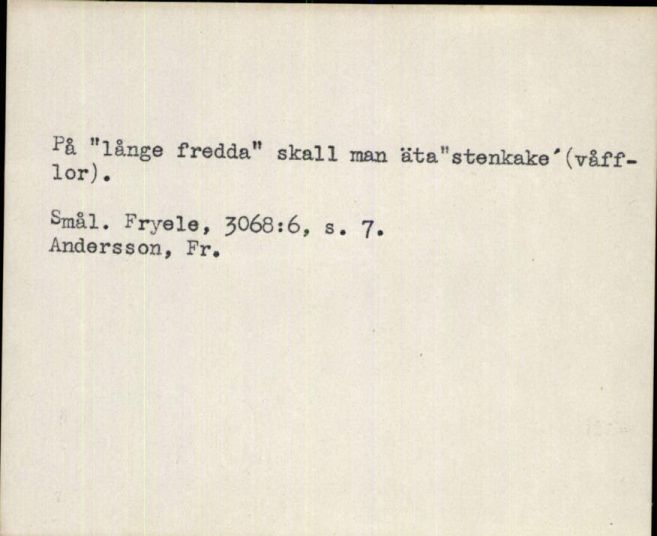 På "långe fredda" skall man äta"stenkake´(våff-
lor).
Smål. Fryele, 3068:6, s. 7.
Andersson, Fr.